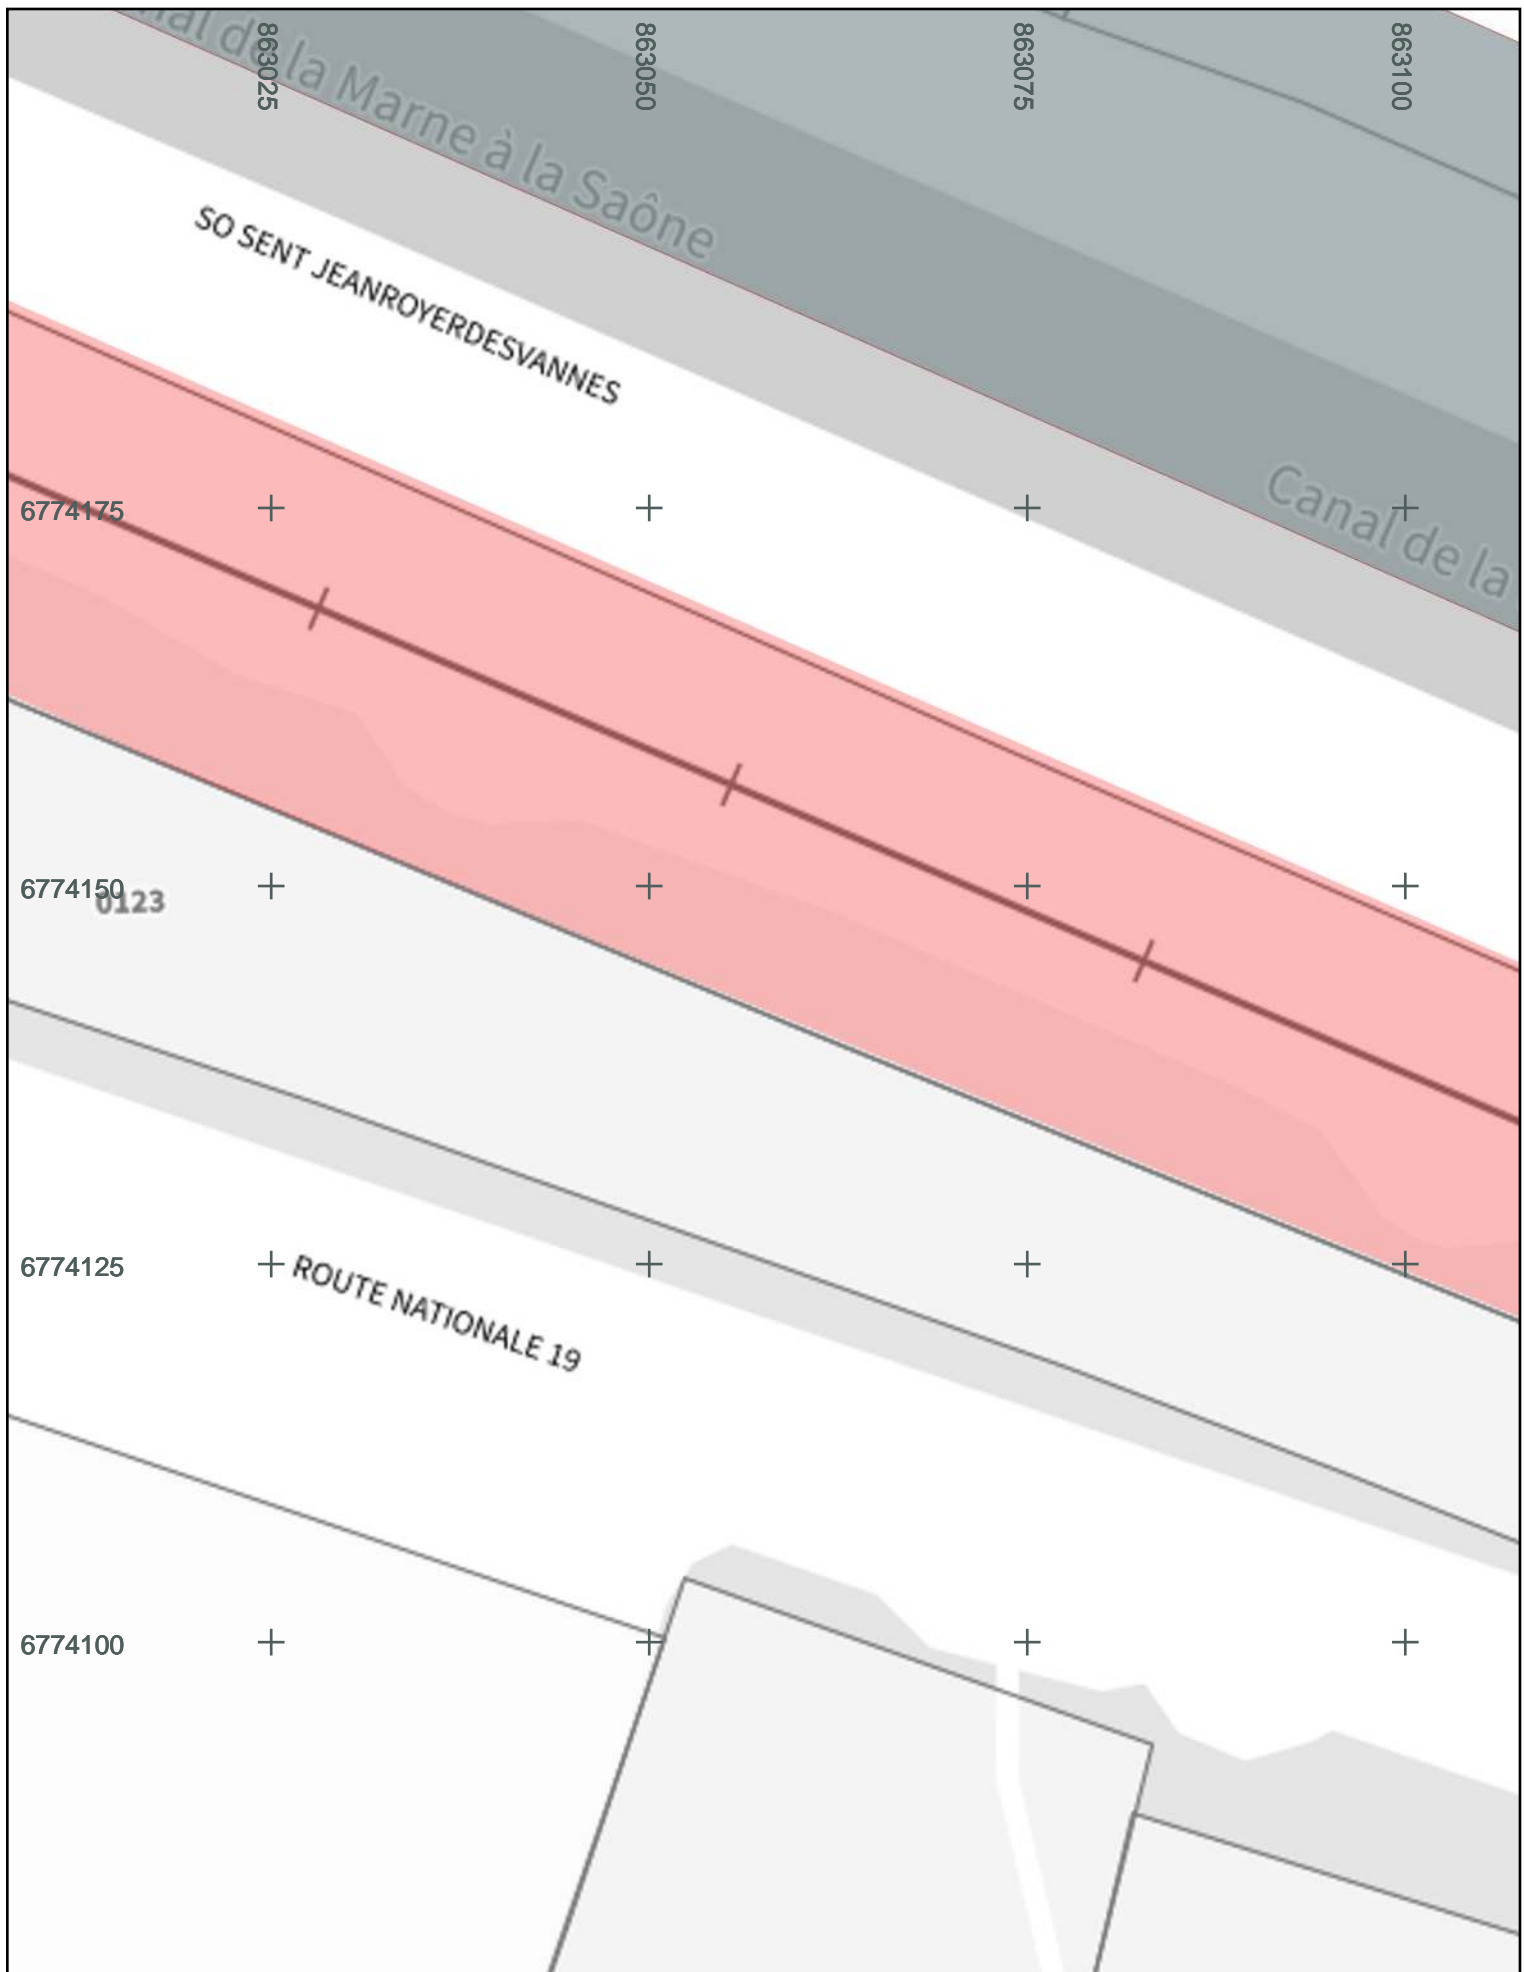 863025
863050
863075
863100
nal de la Marne à la Saône
SO SENT JEANROYERDESVANNES
Canal de la
6774175
6774150
0123
6774125
ROUTE NATIONALE 19
6774100